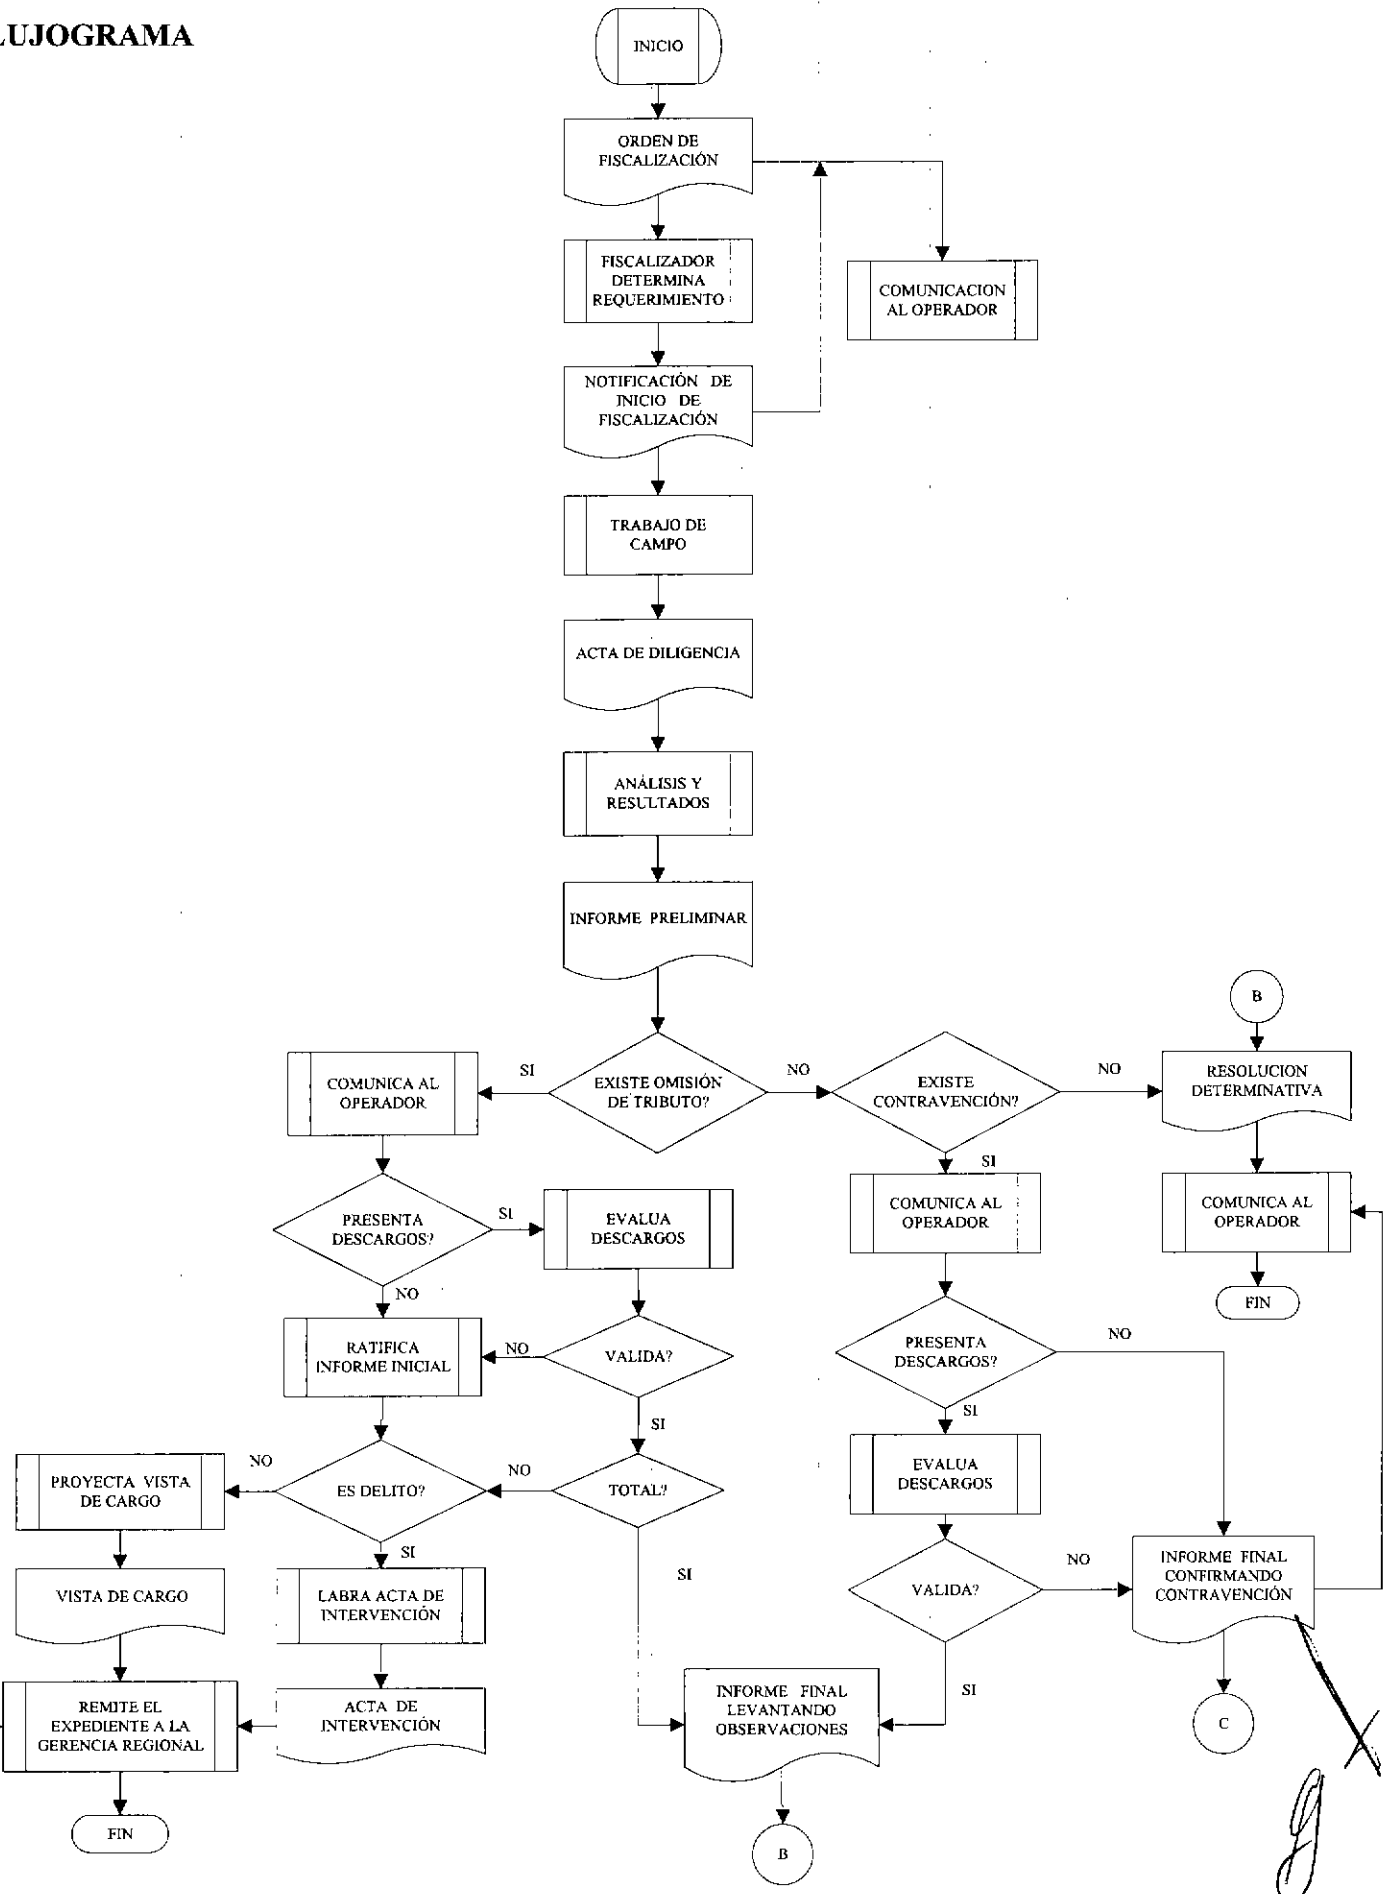 LUJOGRAMA
INICIO
ORDEN DE
FISCALIZACIÓN
FISCALIZADOR
DETERMINA
REQUERIMIENTO
COMUNICACION
AL OPERADOR
NOTIFICACIÓN DE
INICIO DE
FISCALIZACIÓN
TRABAJO DE
CAMPO
ACTA DE DILIGENCIA
ANÁLISIS Y
RESULTADOS
INFORME PRELIMINAR
B
COMUNICA AL
OPERADOR
SI
EXISTE OMISIÓN
DE TRIBUTO?
NO
EXISTE
CONTRAVENCIÓN?
NO
RESOLUCION
DETERMINATIVA
SI
PRESENTA
DESCARGOS?
SI
EVALUA
DESCARGOS
COMUNICA AL
OPERADOR
COMUNICA AL
OPERADOR
NO
FIN
RATIFICA
INFORME INICIAL
NO
VALIDA?
PRESENTA
DESCARGOS?
NO
SI
SI
PROYECTA VISTA
DE CARGO
NO
ES DELITO?
NO
TOTAL?
EVALUA
DESCARGOS
SI
SI
VISTA DE CARGO
LABRA ACTA DE
INTERVENCIÓN
VALIDA?
NO
INFORME FINAL
CONFIRMANDO
CONTRAVENCIÓN
SI
REMITE EL
EXPEDIENTE A LA
GERENCIA REGIONAL
ACTA DE
INTERVENCIÓN
INFORME FINAL
LEVANTANDO
OBSERVACIONES
C
FIN
B